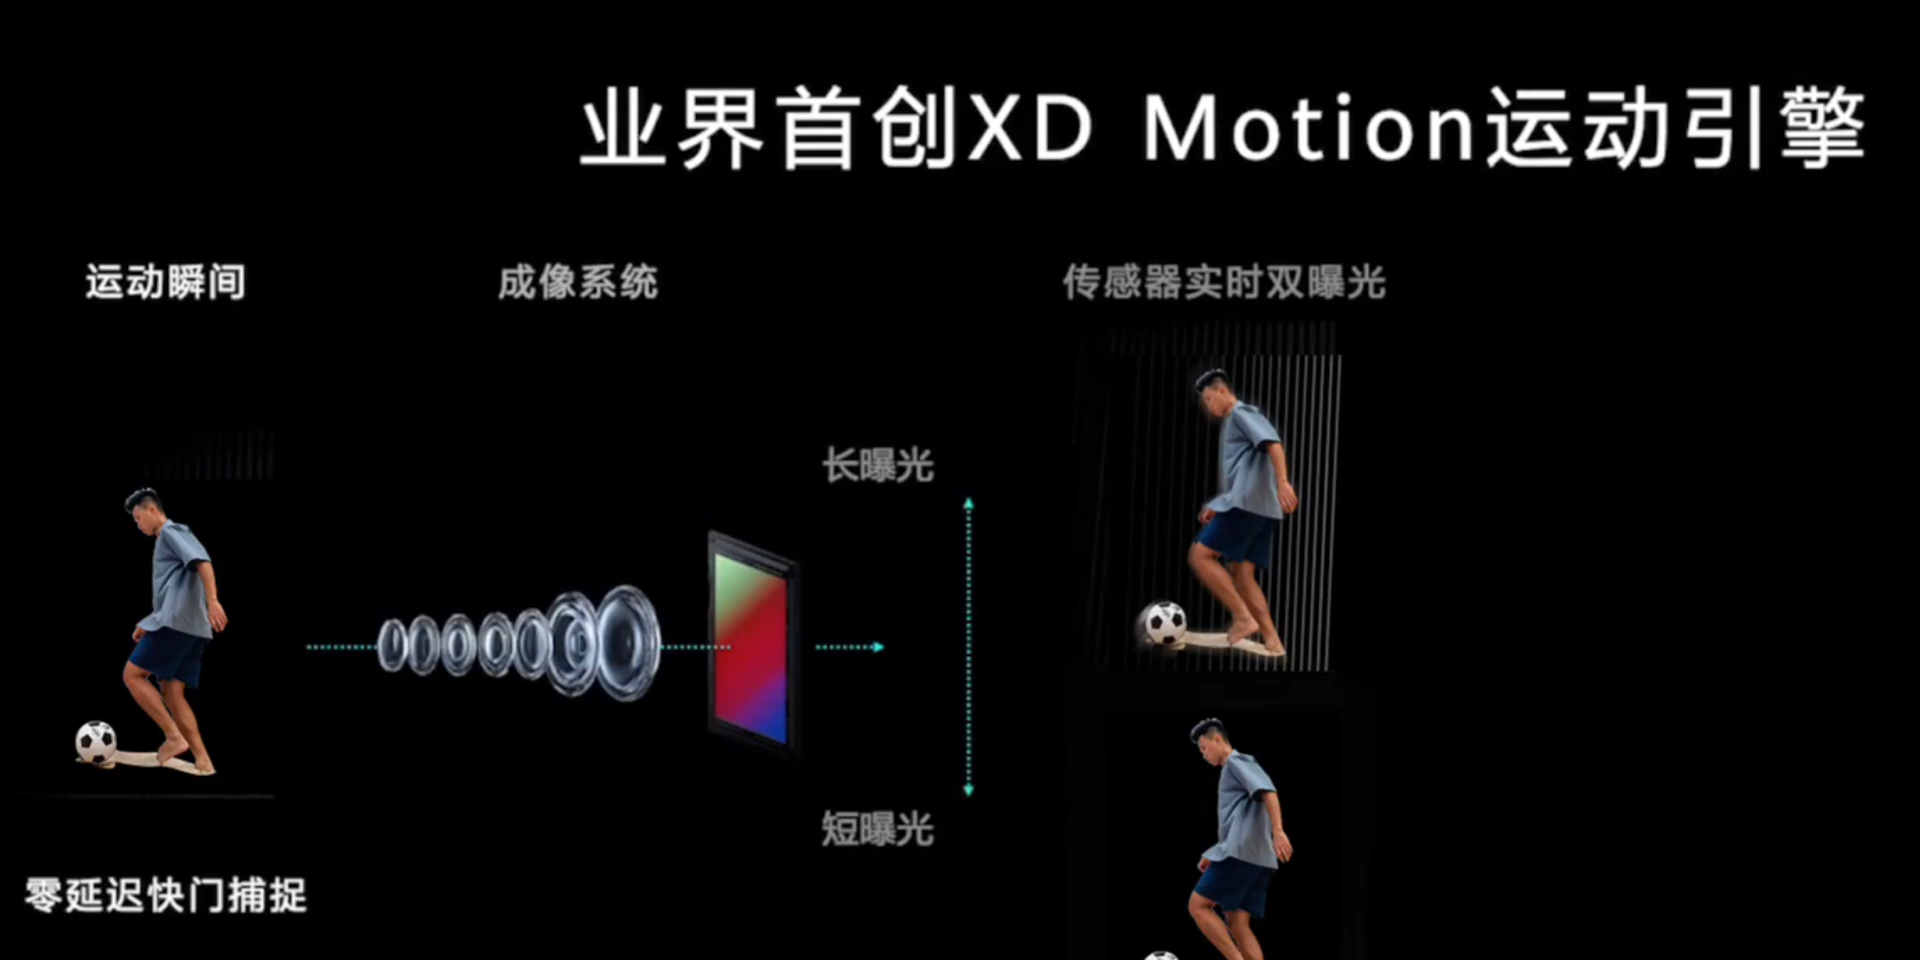 业界首创XD Motion运动引擎
运动瞬间
成像系统
传感器实时双曝光
长曝光
短曝光
零延迟快门捕捉